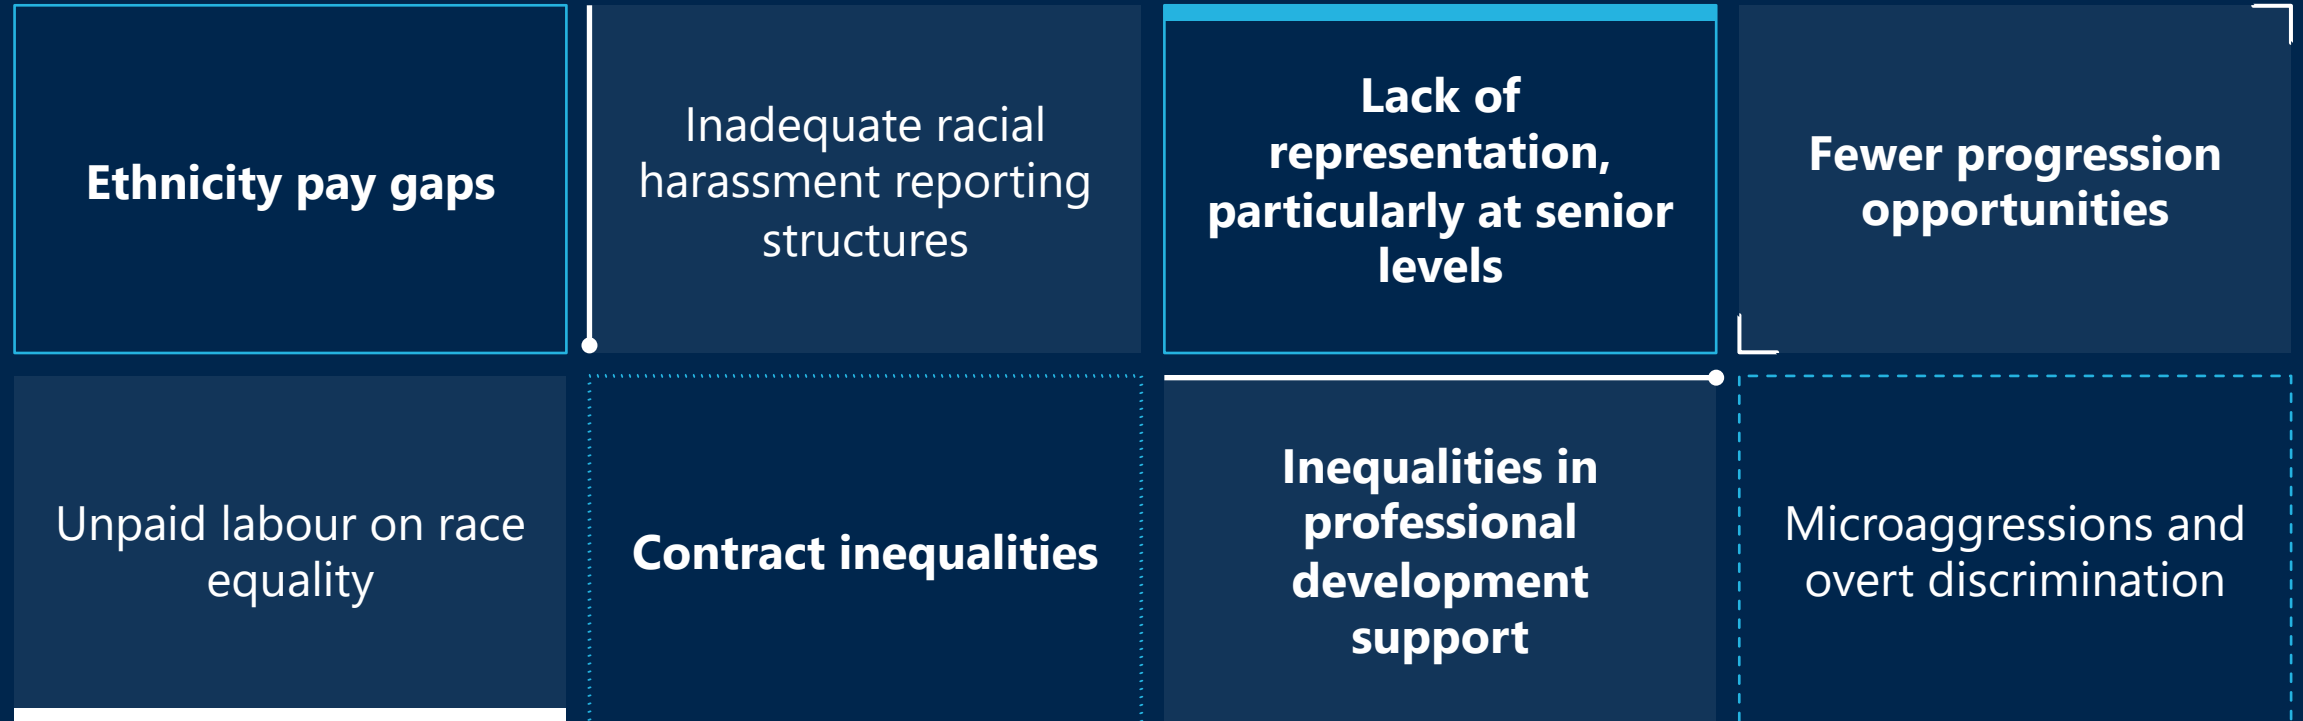 Ethnicity pay gaps
Inadequate racial
harassment reporting
structures
Lack of
representation,
particularly at senior
levels
Fewer progression
opportunities
Unpaid labour on race
equality
Contract inequalities
Inequalities in
professional
development
support
Microaggressions and
overt discrimination